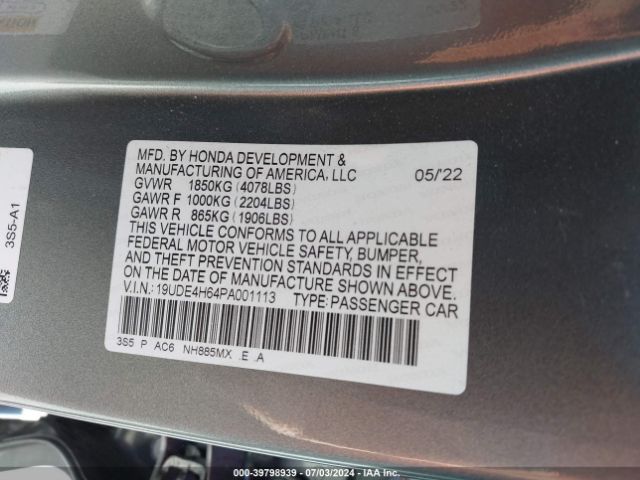 MFD. BY HONDA DEVELOPMENT &
MANUFACTURING OF AMERICA, LLC 05/'22
GVWR 1850KG (4078LBS)
GAWR F 1000KG (2204LBS)
GAWR R 865KG (1906LBS)
THIS VEHICLE CONFORMS TO ALL APPLICABLE
FEDERAL MOTOR VEHICLE SAFETY, BUMPER,
AND THEFT PREVENTION STANDARDS IN EFFECT
ON THE DATE OF MANUFACTURE SHOWN ABOVE.
V.I.N.: 19UDE4H64PA001113 TYPE: PASSENGER CAR
3S5 P AC6 NH885MX .E .A
3S5-A1
000-39798939 - 07/03/2024 - IAAI.com